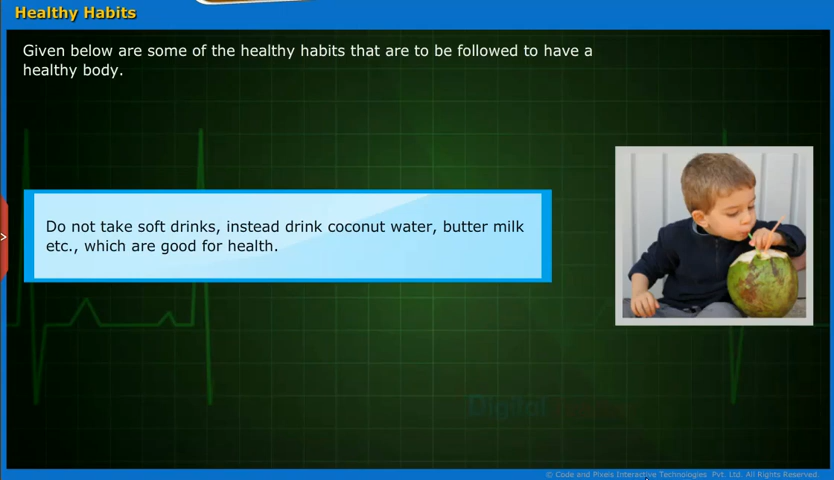 Healthy Habits
Given below are some of the healthy habits that are to be followed to have a
healthy body.
Do not take soft drinks, instead drink coconut water, butter milk
etc., which are good for health.
Digital
© Code and Pixels Interactive Technologies Pvt. Ltd. All Rights Reserved.